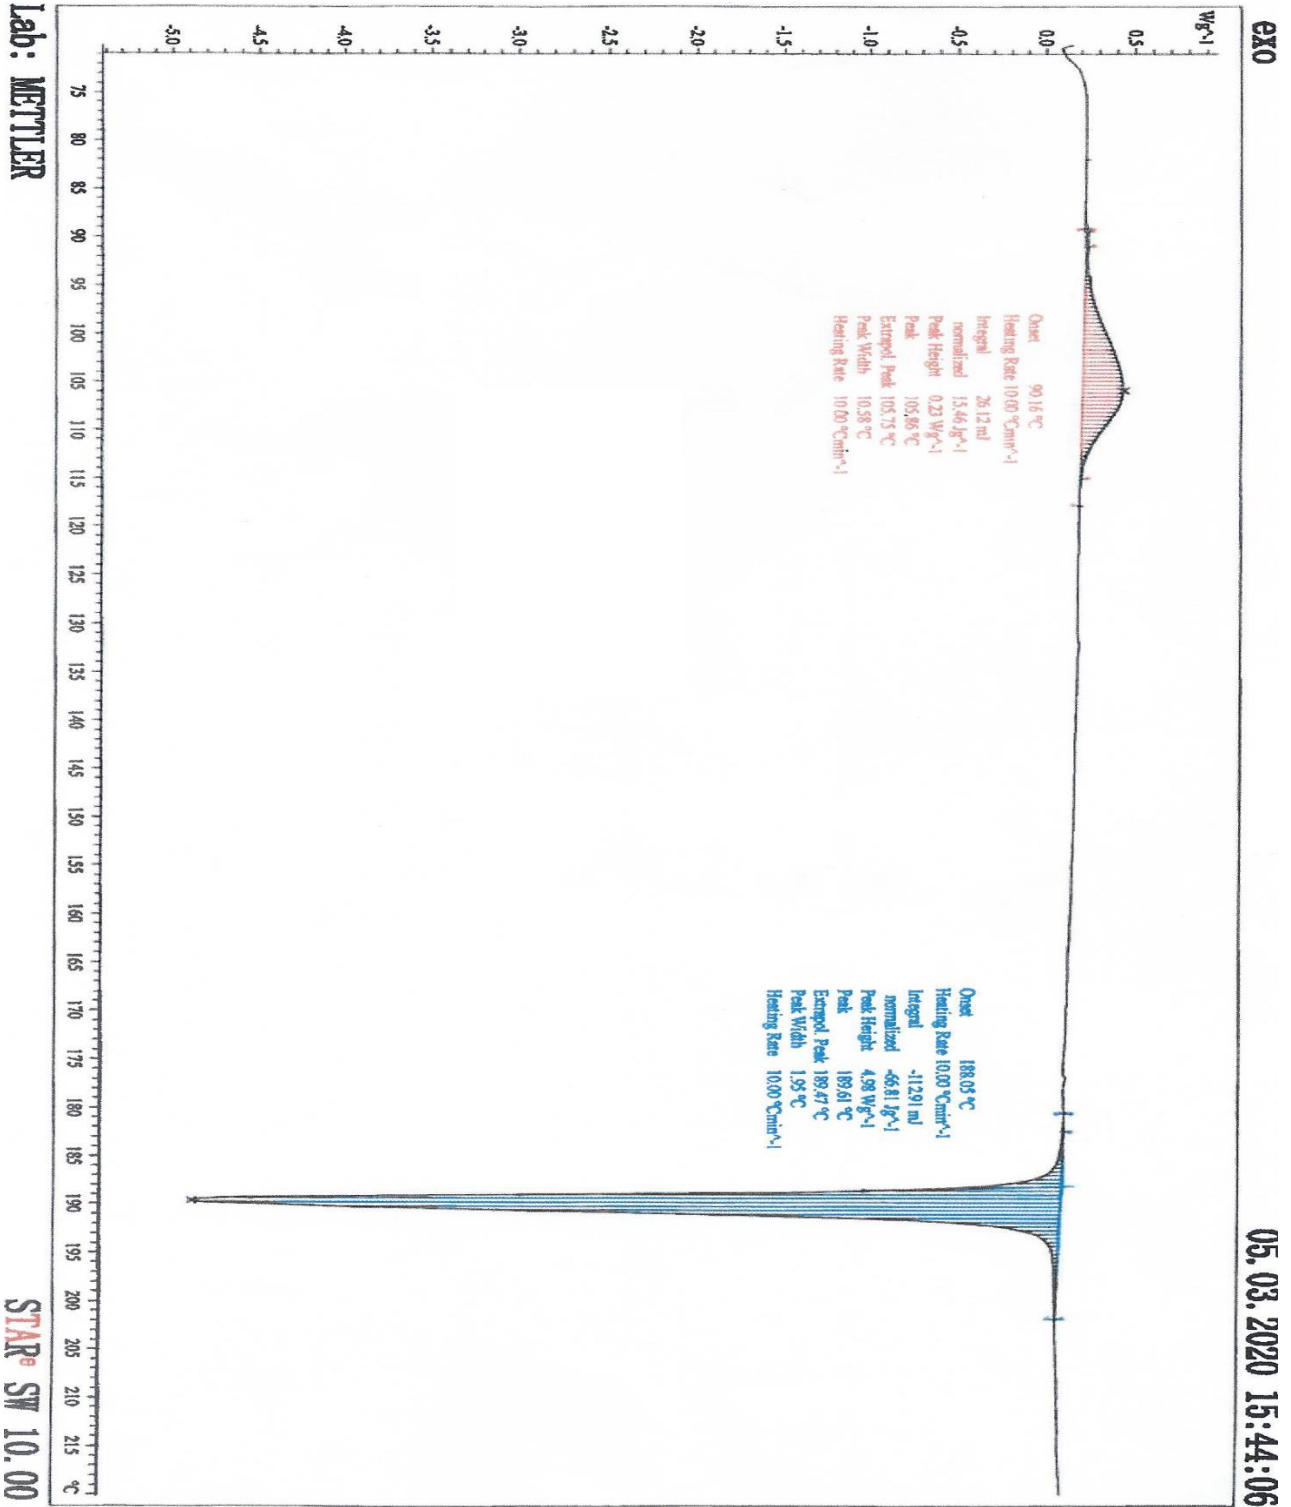 exo
05.03.2020 15:44:06
Wg^-1
0.5
0.0
-0.5
-1.0
-1.5
-2.0
-2.5
-3.0
-3.5
-4.0
-4.5
-5.0
Onset 90.16 °C
Heating Rate 10.00 °Cmin^-1
Integral 26.12 mJ
normalized 15.46 Jg^-1
Peak Height 0.23 Wg^-1
Peak 105.86 °C
Extrapol. Peak 105.75 °C
Peak Width 10.58 °C
Heating Rate 10.00 °Cmin^-1
Onset 188.05 °C
Heating Rate 10.00 °Cmin^-1
Integral -112.91 mJ
normalized -66.81 Jg^-1
Peak Height 4.98 Wg^-1
Peak 189.61 °C
Extrapol. Peak 189.47 °C
Peak Width 1.95 °C
Heating Rate 10.00 °Cmin^-1
75 80 85 90 95 100 105 110 115 120 125 130 135 140 145 150 155 160 165 170 175 180 185 190 195 200 205 210 215 °C
Lab: METTLER
STARe SW 10.00